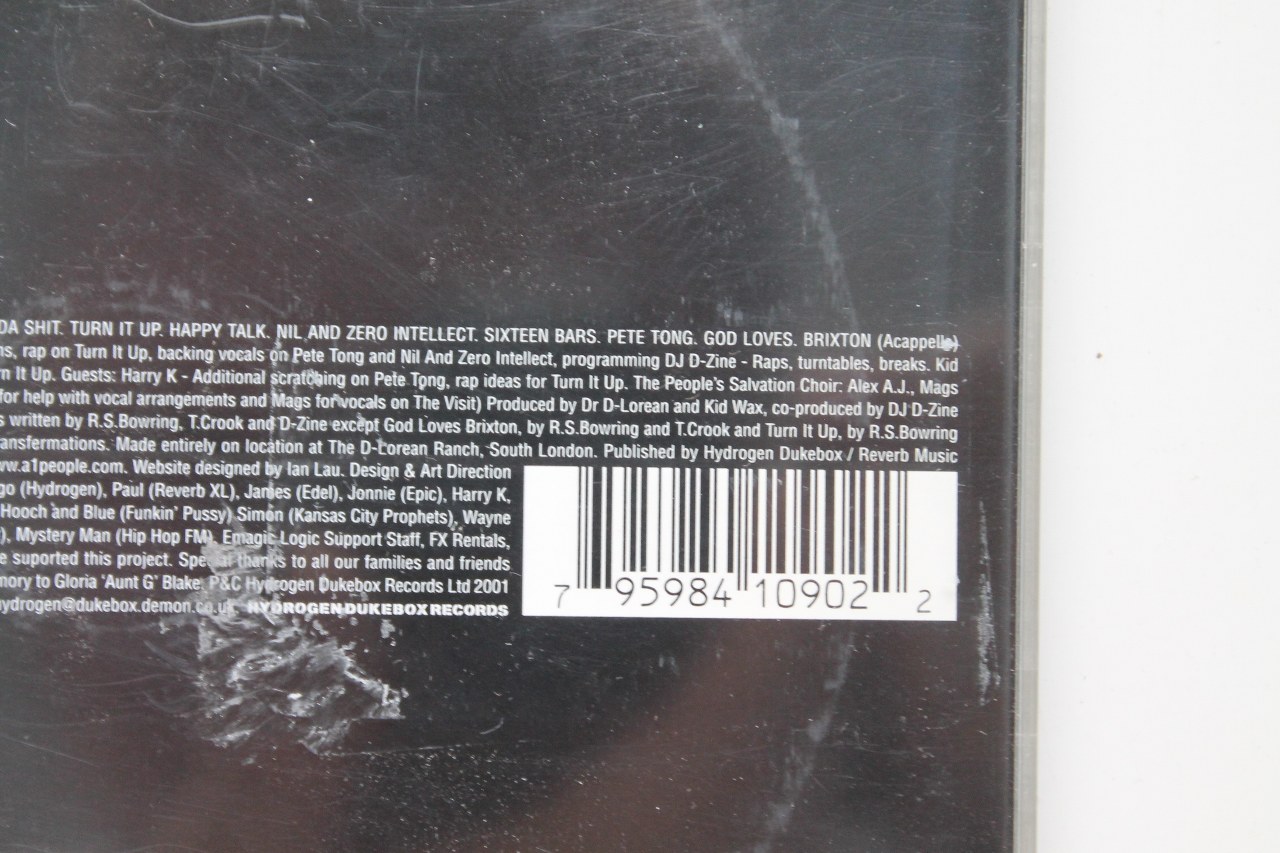 DA SHIT. TURN IT UP. HAPPY TALK. NIL AND ZERO INTELLECT. SIXTEEN BARS. PETE TONG. GOD LOVES. BRIXTON (Acappella)
ns, rap on Turn It Up, backing vocals on Pete Tong and Nil And Zero Intellect, programming DJ D-Zine - Raps, turntables, breaks. Kid
rn It Up. Guests: Harry K - Additional scratching on Pete Tong, rap ideas for Turn It Up. The People's Salvation Choir: Alex A.J., Mags
for help with vocal arrangements and Mags for vocals on The Visit) Produced by Dr D-Lorean and Kid Wax, co-produced by DJ D-Zine
s written by R.S.Bowring, T.Crook and D-Zine except God Loves Brixton, by R.S.Bowring and T.Crook and Turn It Up, by R.S.Bowring
ansfermations. Made entirely on location at The D-Lorean Ranch, South London. Published by Hydrogen Dukebox / Reverb Music
ww.a1people.com. Website designed by Ian Lau. Design & Art Direction
go (Hydrogen), Paul (Reverb XL), James (Edel), Jonnie (Epic), Harry K,
Hooch and Blue (Funkin' Pussy) Simon (Kansas City Prophets), Wayne
), Mystery Man (Hip Hop FM), Emagic Logic Support Staff, FX Rentals,
e suported this project. Special thanks to all our families and friends
mory to Gloria 'Aunt G' Blake. P&C Hydrogen Dukebox Records Ltd 2001
hydrogen@dukebox.demon.co.uk. HYDROGEN DUKEBOX RECORDS
7 95984 10902 2